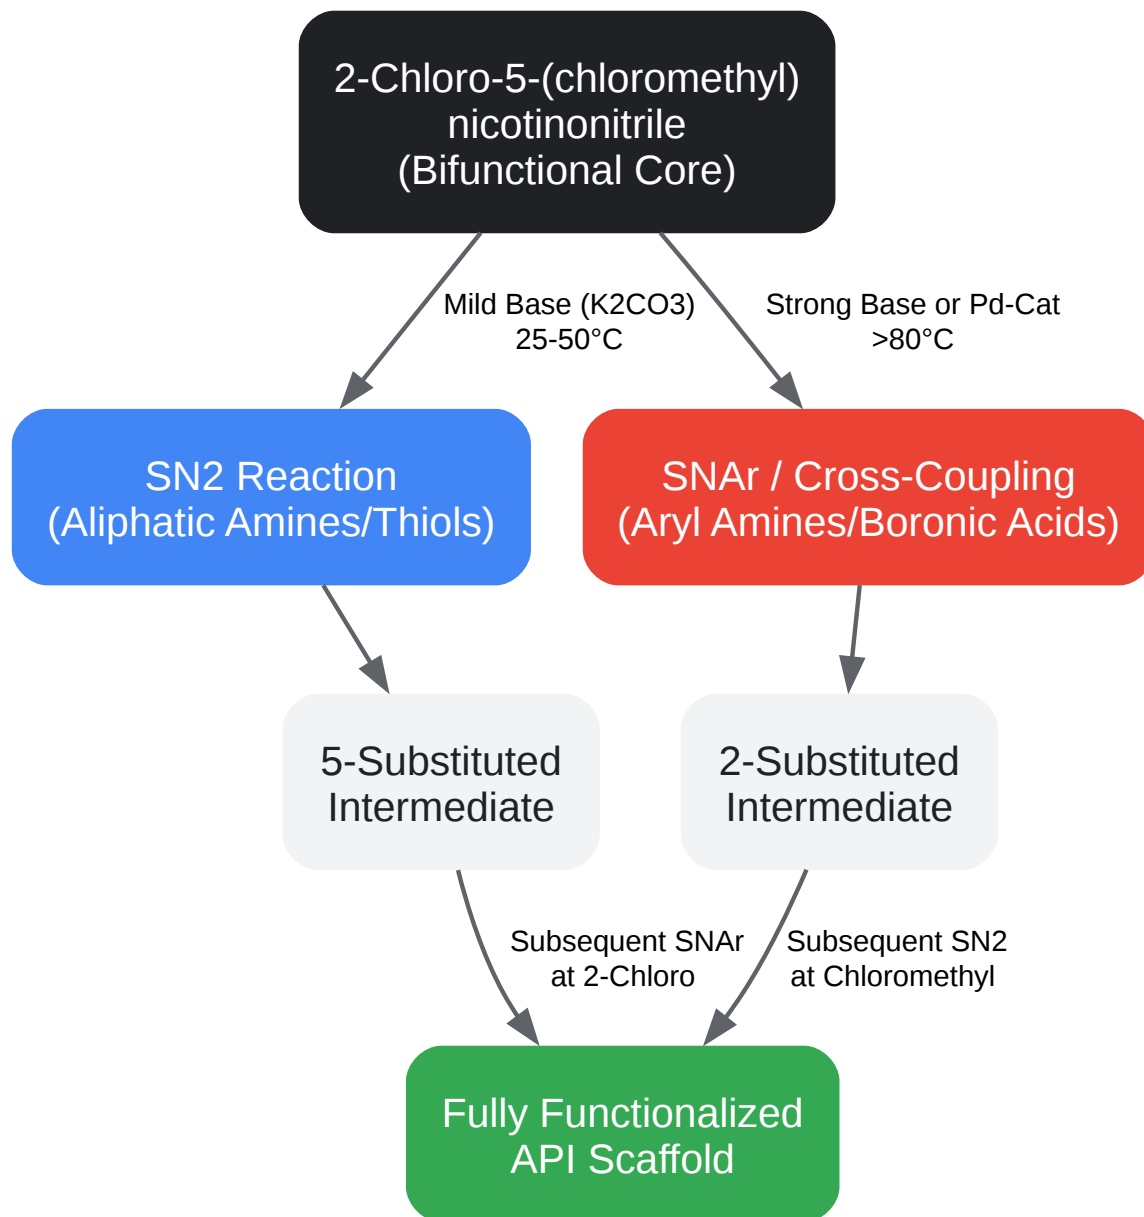 2-Chloro-5-(chloromethyl)
nicotinonitrile
(Bifunctional Core)
Mild Base (K2CO3)
25-50°C
Strong Base or Pd-Cat
>80°C
SN2 Reaction
(Aliphatic Amines/Thiols)
SNAr / Cross-Coupling
(Aryl Amines/Boronic Acids)
5-Substituted
Intermediate
2-Substituted
Intermediate
Subsequent SNAr
at 2-Chloro
Subsequent SN2
at Chloromethyl
Fully Functionalized
API Scaffold